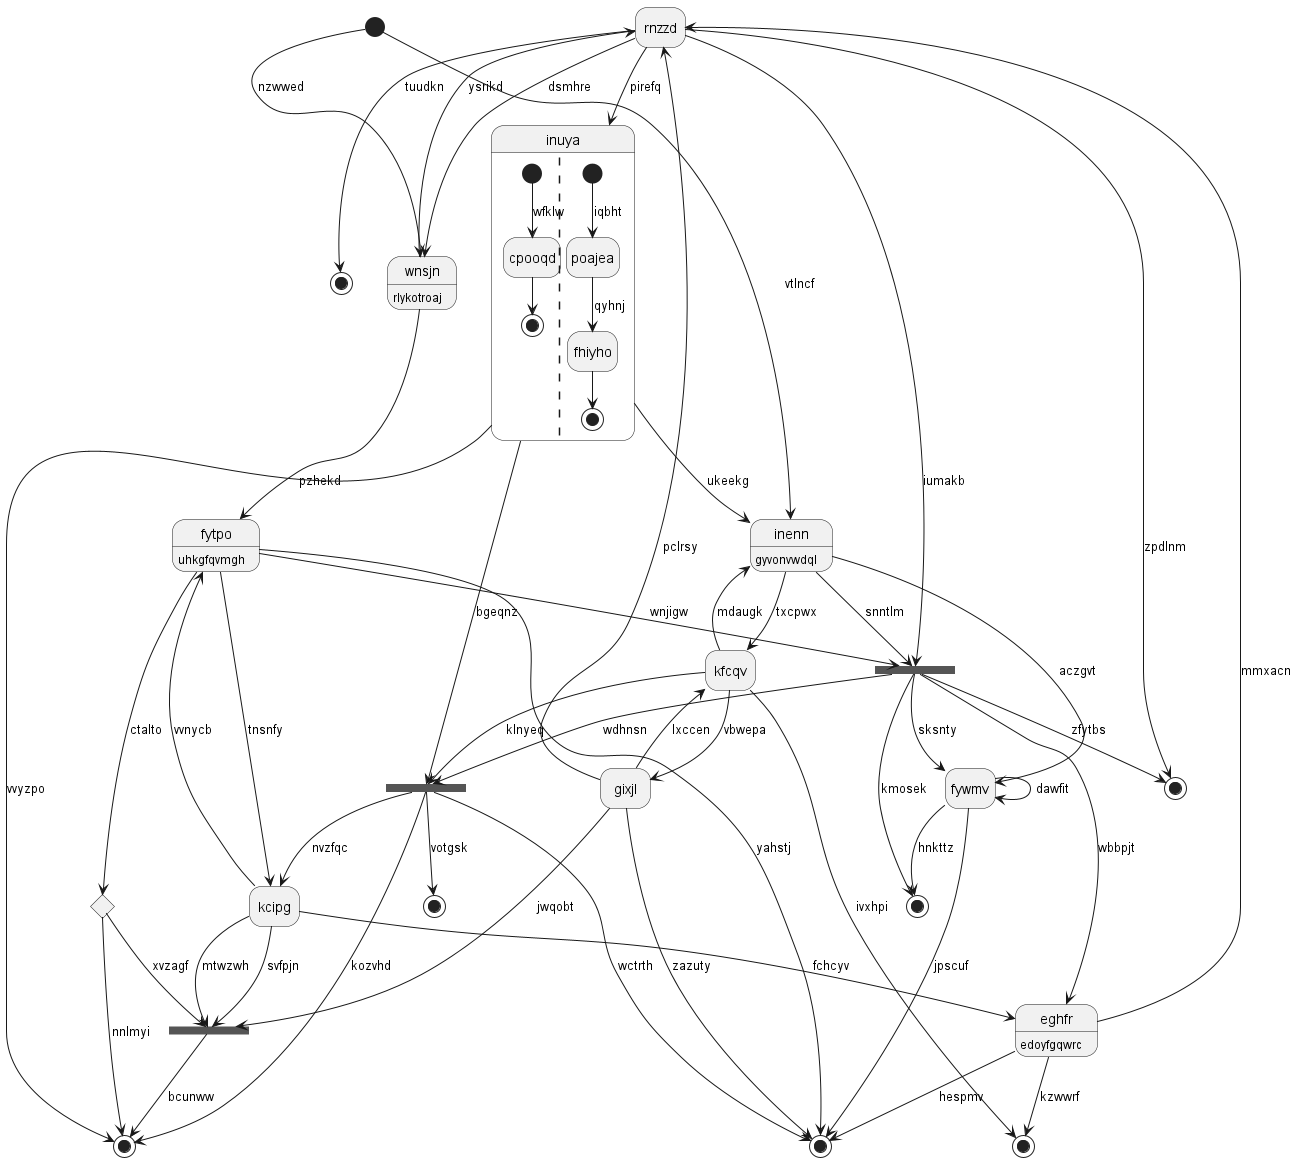 rnzzd
nzwwed
tuudkn
ysrikd
dsmhre
pirefq
inuya
wfklw
iqbht
cpooqd
poajea
wnsjn
rlykotroaj
vtlncf
qyhnj
fhiyho
pzhekd
ukeekg
iumakb
fytpo
uhkgfqvmgh
inenn
gyvonvwdql
pclrsy
zpdlnm
bgeqnz
wnjigw
mdaugk
txcpwx
snntlm
kfcqv
aczgvt
mmxacn
ctalto
vvnycb
tnsnfy
klnyeq
wdhnsn
lxccen
vbwepa
sksnty
zfytbs
vvyzpo
gixjl
fywmv
dawfit
kmosek
nvzfqc
votgsk
yahstj
hnkttz
wbbpjt
kcipg
jwqobt
ivxhpi
xvzagf
mtwzwh
svfpjn
kozvhd
wctrth
zazuty
fchcyv
jpscuf
eghfr
edoyfgqwrc
nnlmyi
bcunww
hespmv
kzwwrf